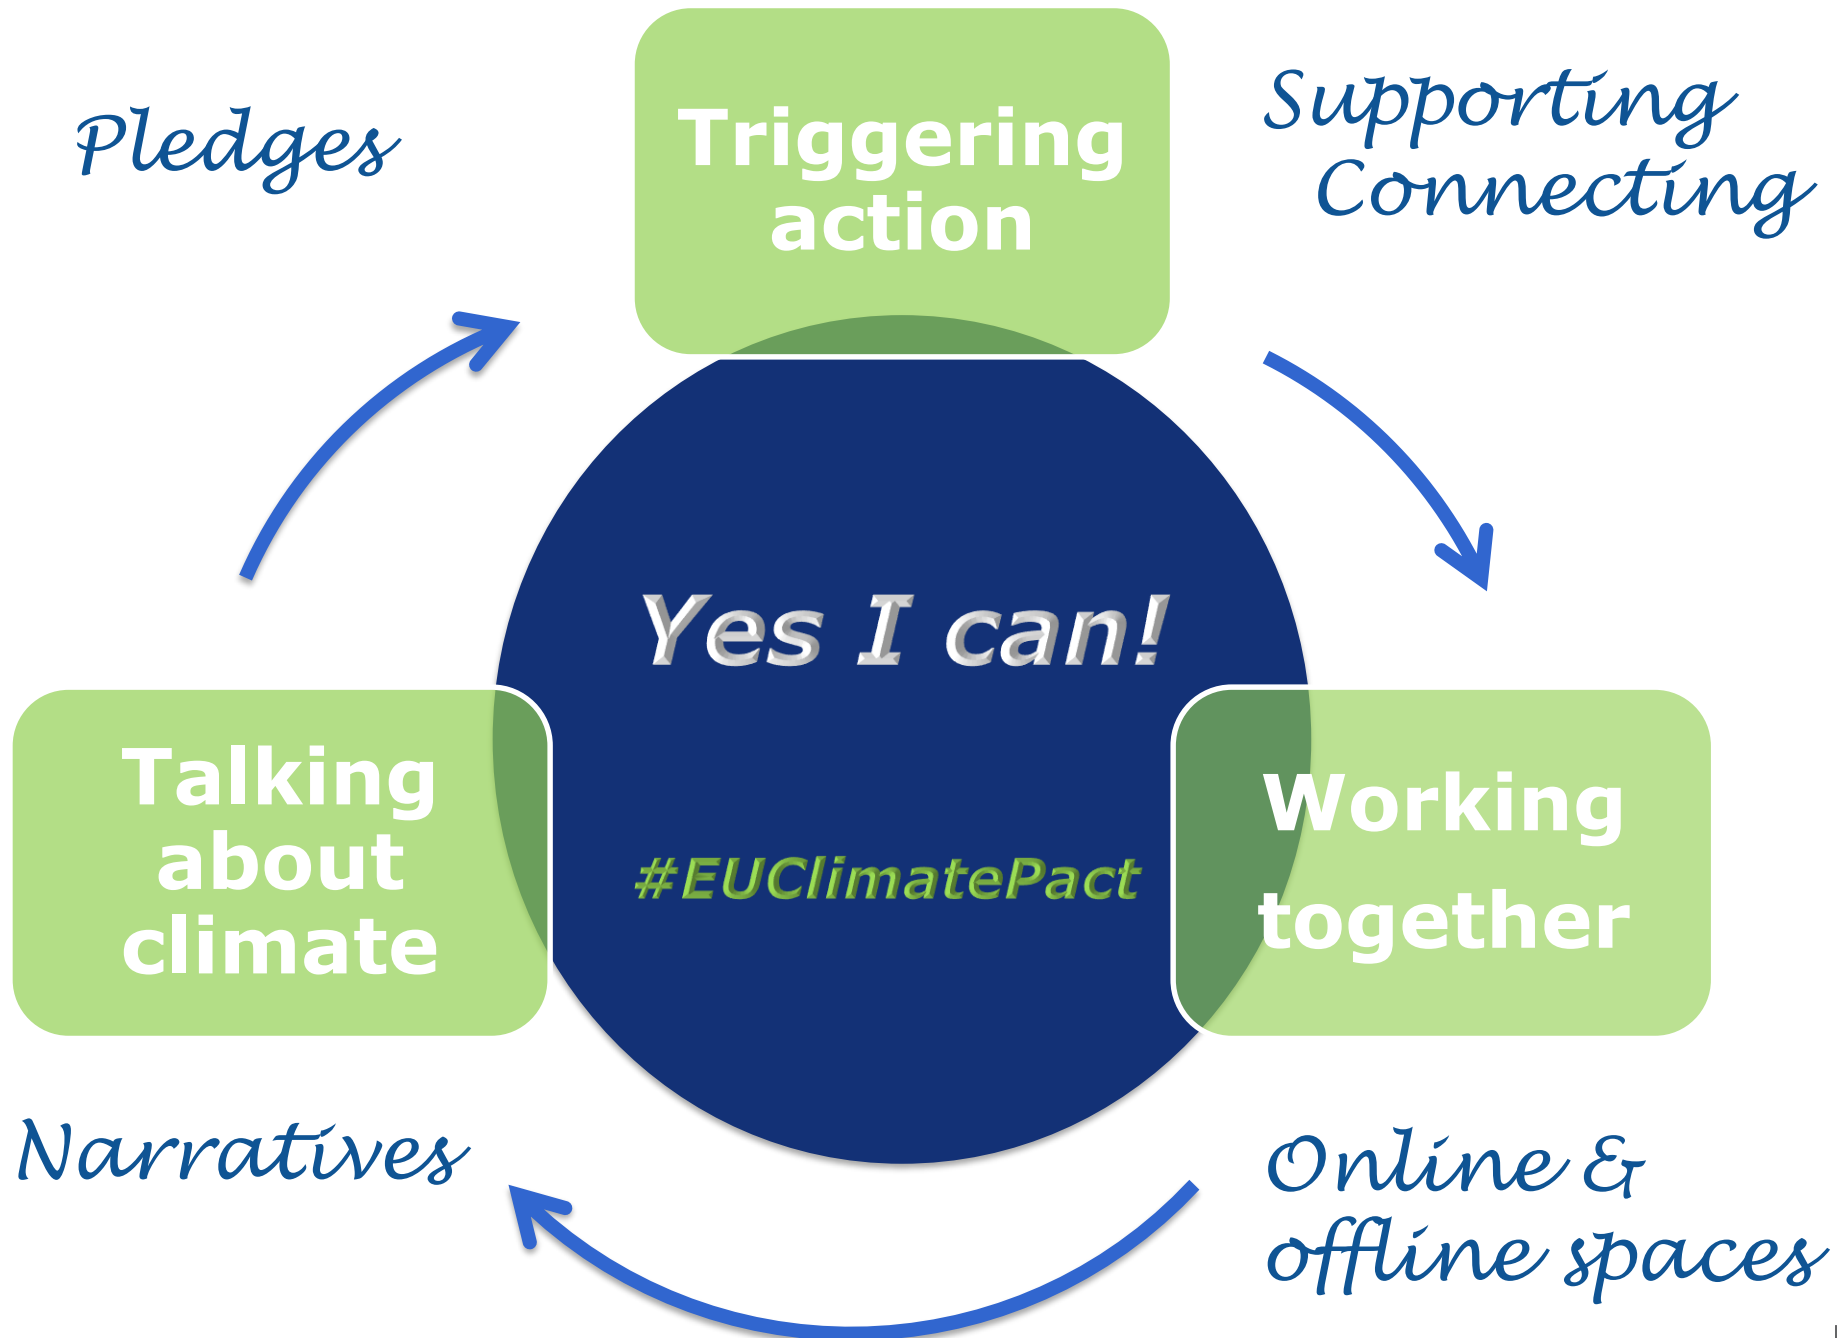 Pledges
Triggering
action
Supporting
Connecting
Yes I can!
#EUClimatePact
Talking
about
climate
Working
together
Narratives
Online &
offline spaces